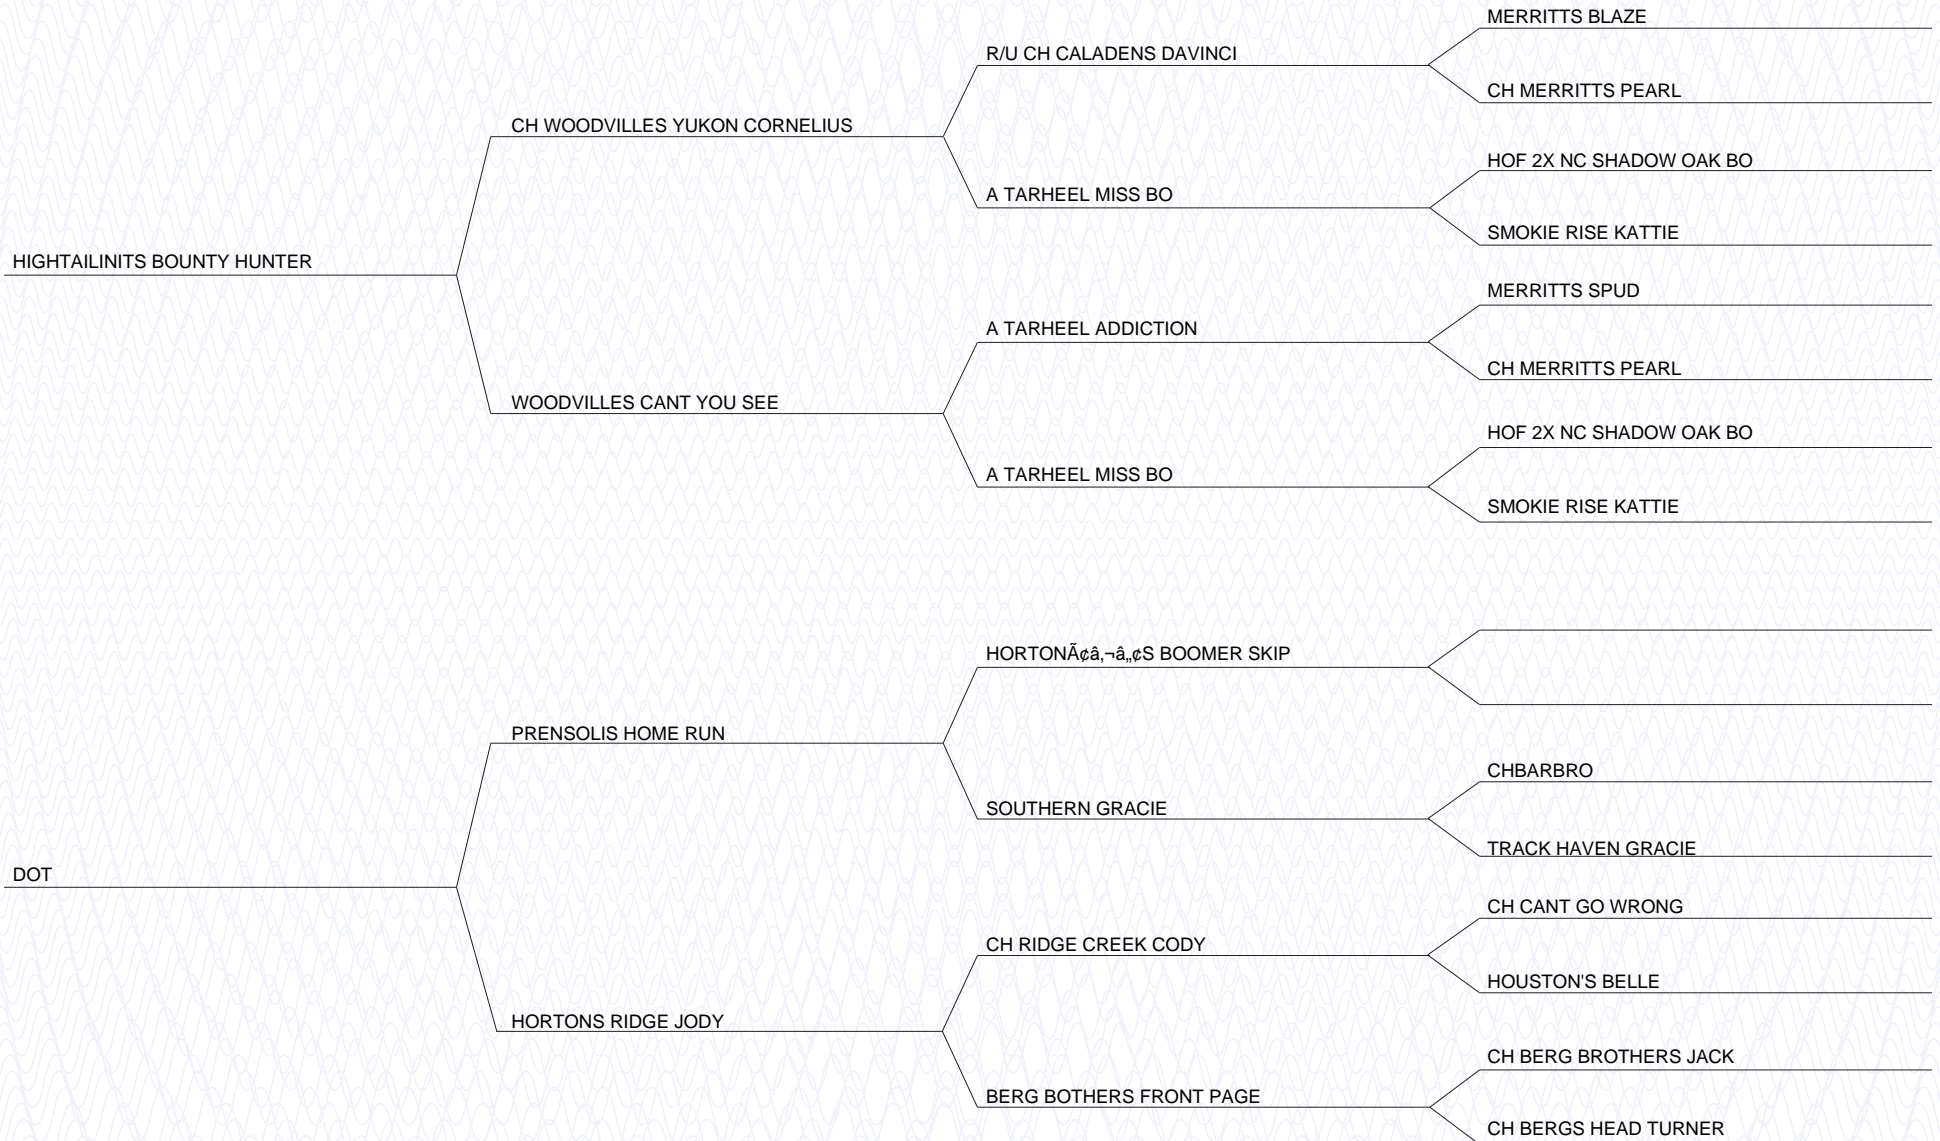 MERRITTS BLAZE
R/U CH CALADENS DAVINCI
CH MERRITTS PEARL
CH WOODVILLES YUKON CORNELIUS
HOF 2X NC SHADOW OAK BO
A TARHEEL MISS BO
SMOKIE RISE KATTIE
HIGHTAILINITS BOUNTY HUNTER
MERRITTS SPUD
A TARHEEL ADDICTION
CH MERRITTS PEARL
WOODVILLES CANT YOU SEE
HOF 2X NC SHADOW OAK BO
A TARHEEL MISS BO
SMOKIE RISE KATTIE
HORTONÃ¢â‚¬â„¢S BOOMER SKIP
PRENSOLIS HOME RUN
CHBARBRO
SOUTHERN GRACIE
TRACK HAVEN GRACIE
DOT
CH CANT GO WRONG
CH RIDGE CREEK CODY
HOUSTON'S BELLE
HORTONS RIDGE JODY
CH BERG BROTHERS JACK
BERG BOTHERS FRONT PAGE
CH BERGS HEAD TURNER